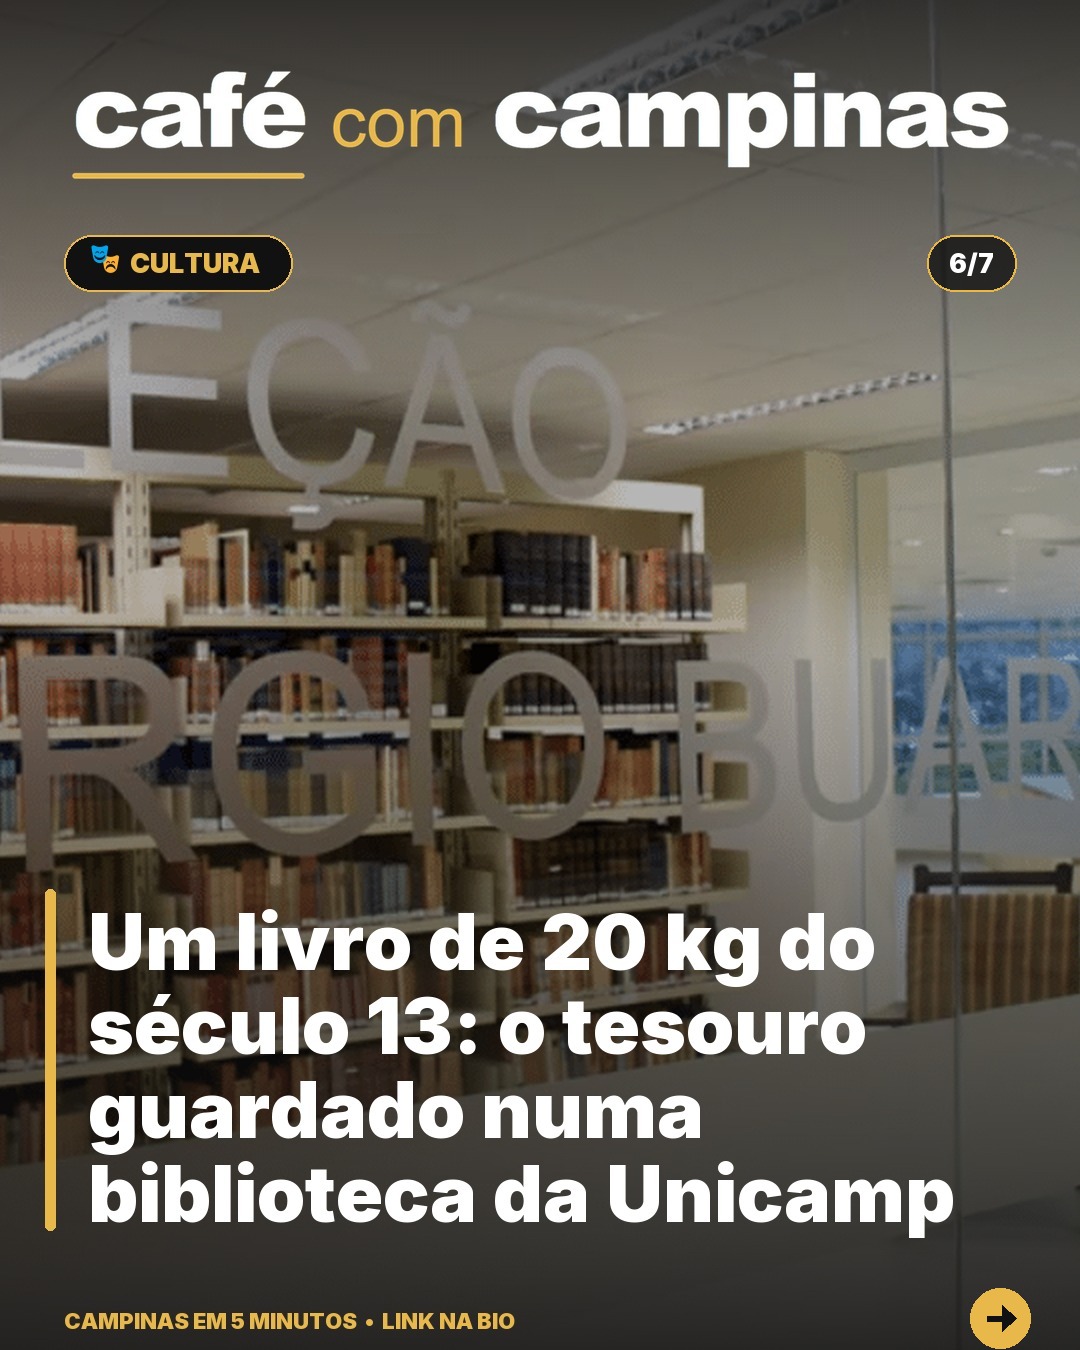 café com campinas
CULTURA
6/7
EÇÃO
RGIO BUAR
Um livro de 20 kg do
século 13: o tesouro
guardado numa
biblioteca da Unicamp
CAMPINAS EM 5 MINUTOS • LINK NA BIO